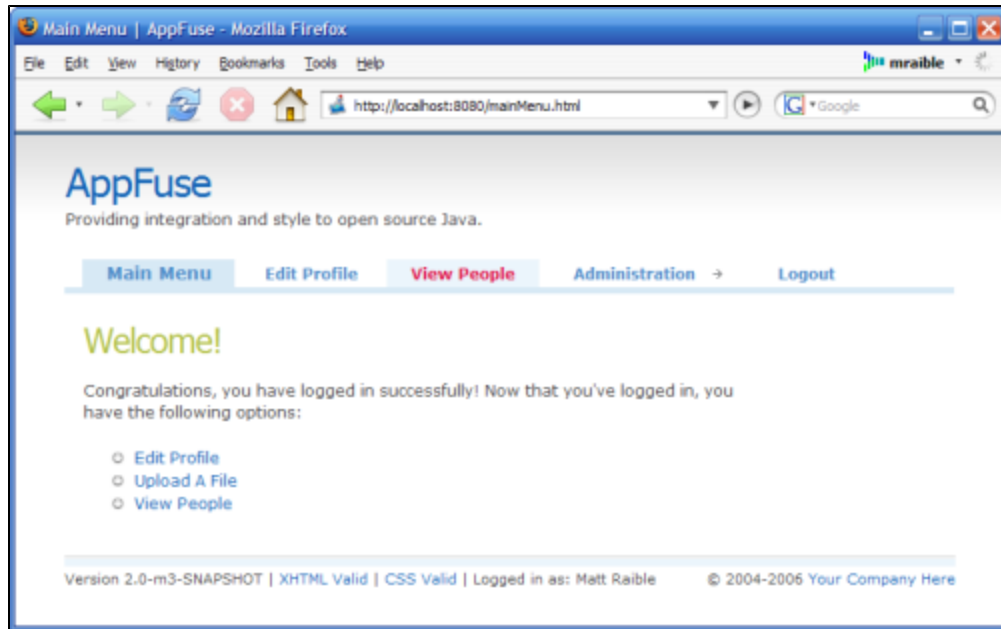 Main Menu | AppFuse - Mozilla Firefox
File Edit View History Bookmarks Tools Help mraible
http://localhost:8080/mainMenu.html Google
AppFuse
Providing integration and style to open source Java.
Main Menu Edit Profile View People Administration → Logout
Welcome!
Congratulations, you have logged in successfully! Now that you've logged in, you
have the following options:
Edit Profile
Upload A File
View People
Version 2.0-m3-SNAPSHOT | XHTML Valid | CSS Valid | Logged in as: Matt Raible © 2004-2006 Your Company Here